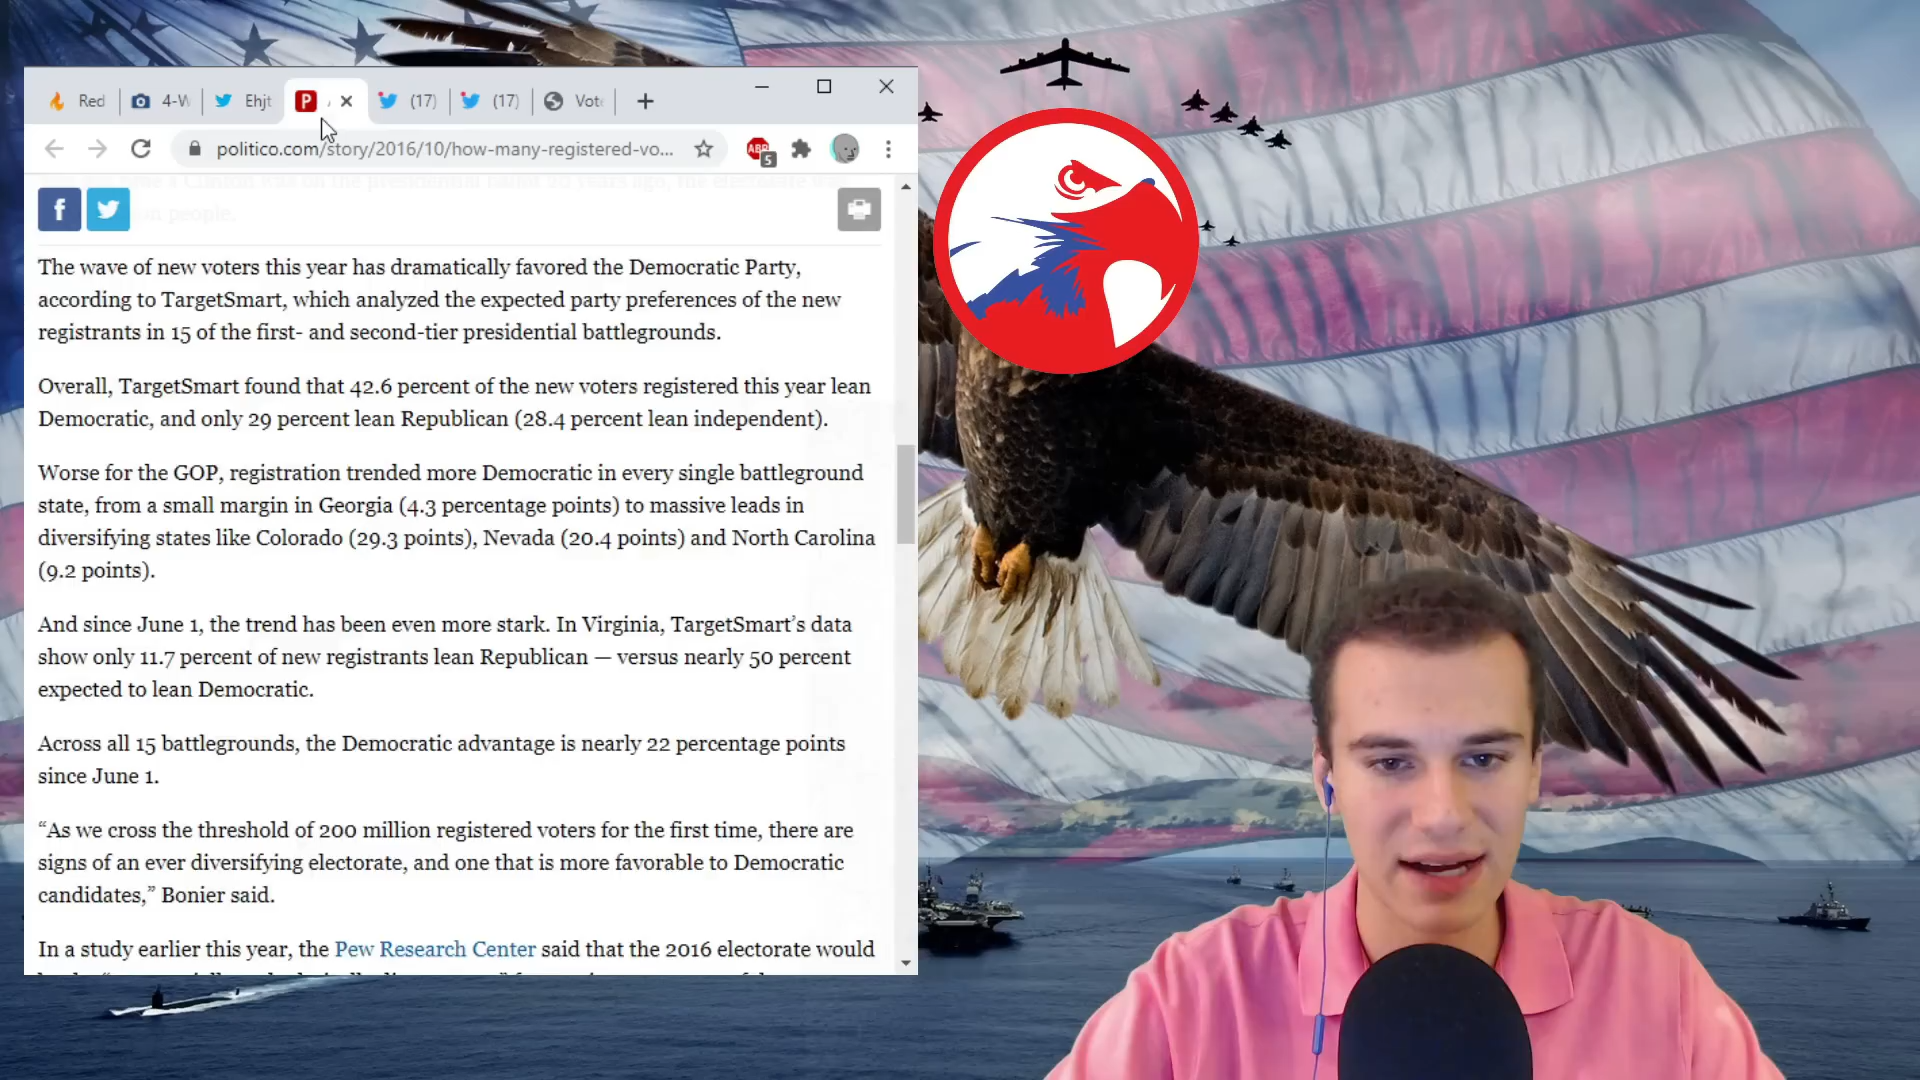 Red
4-W
Ehjt
(17)
(17)
Vote
politico.com/story/2016/10/how-many-registered-vo...
ABP
5
on people.
The wave of new voters this year has dramatically favored the Democratic Party,
according to TargetSmart, which analyzed the expected party preferences of the new
registrants in 15 of the first- and second-tier presidential battlegrounds.
Overall, TargetSmart found that 42.6 percent of the new voters registered this year lean
Democratic, and only 29 percent lean Republican (28.4 percent lean independent).
Worse for the GOP, registration trended more Democratic in every single battleground
state, from a small margin in Georgia (4.3 percentage points) to massive leads in
diversifying states like Colorado (29.3 points), Nevada (20.4 points) and North Carolina
(9.2 points).
And since June 1, the trend has been even more stark. In Virginia, TargetSmart’s data
show only 11.7 percent of new registrants lean Republican — versus nearly 50 percent
expected to lean Democratic.
Across all 15 battlegrounds, the Democratic advantage is nearly 22 percentage points
since June 1.
“As we cross the threshold of 200 million registered voters for the first time, there are
signs of an ever diversifying electorate, and one that is more favorable to Democratic
candidates,” Bonier said.
In a study earlier this year, the Pew Research Center said that the 2016 electorate would